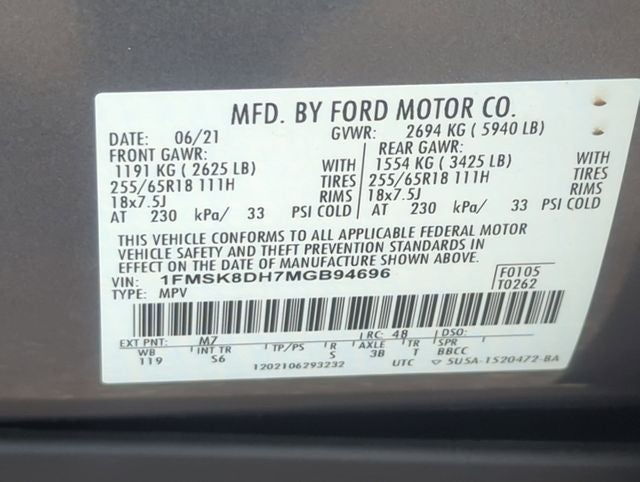 MFD. BY FORD MOTOR CO.
DATE: 06/21 GVWR: 2694 KG ( 5940 LB)
FRONT GAWR: REAR GAWR:
1191 KG ( 2625 LB) WITH 1554 KG ( 3425 LB) WITH
255/65R18 111H TIRES 255/65R18 111H TIRES
18x7.5J RIMS 18x7.5J RIMS
AT 230 kPa/ 33 PSI COLD AT 230 kPa/ 33 PSI COLD
THIS VEHICLE CONFORMS TO ALL APPLICABLE FEDERAL MOTOR
VEHICLE SAFETY AND THEFT PREVENTION STANDARDS IN
EFFECT ON THE DATE OF MANUFACTURE SHOWN ABOVE.
VIN: 1FMSK8DH7MGB94696 F0105
TYPE: MPV T0262
EXT PNT: M7 RC: 48 DSO:
WB INT TR TP/PS R AXLE TR SPR
119 S6 S 3B T BBCC
1202106293232 UTC 5U5A-1520472-BA